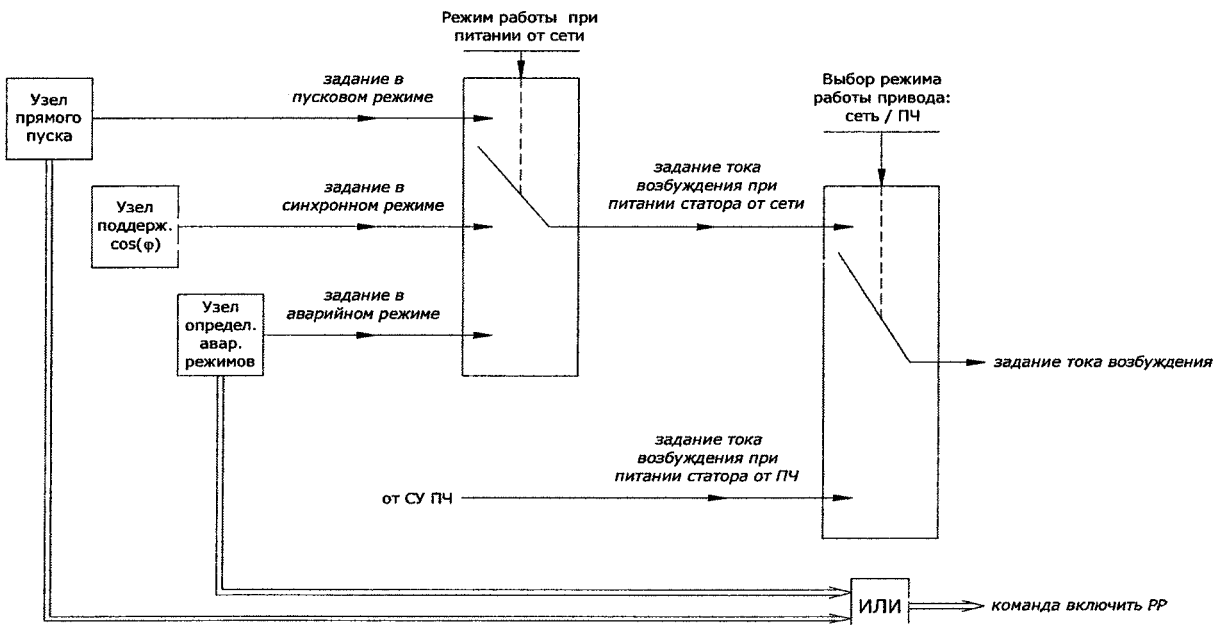 Режим работы при
питании от сети
Узел
прямого
пуска
задание в
пусковом режиме
Выбор режима
работы привода:
сеть / ПЧ
Узел
поддерж.
cos(φ)
задание в
синхронном режиме
задание тока
возбуждения при
питании статора от сети
Узел
определ.
авар.
режимов
задание в
аварийном режиме
задание тока возбуждения
задание тока
возбуждения при
питании статора от ПЧ
от СУ ПЧ
ИЛИ
команда включить РР